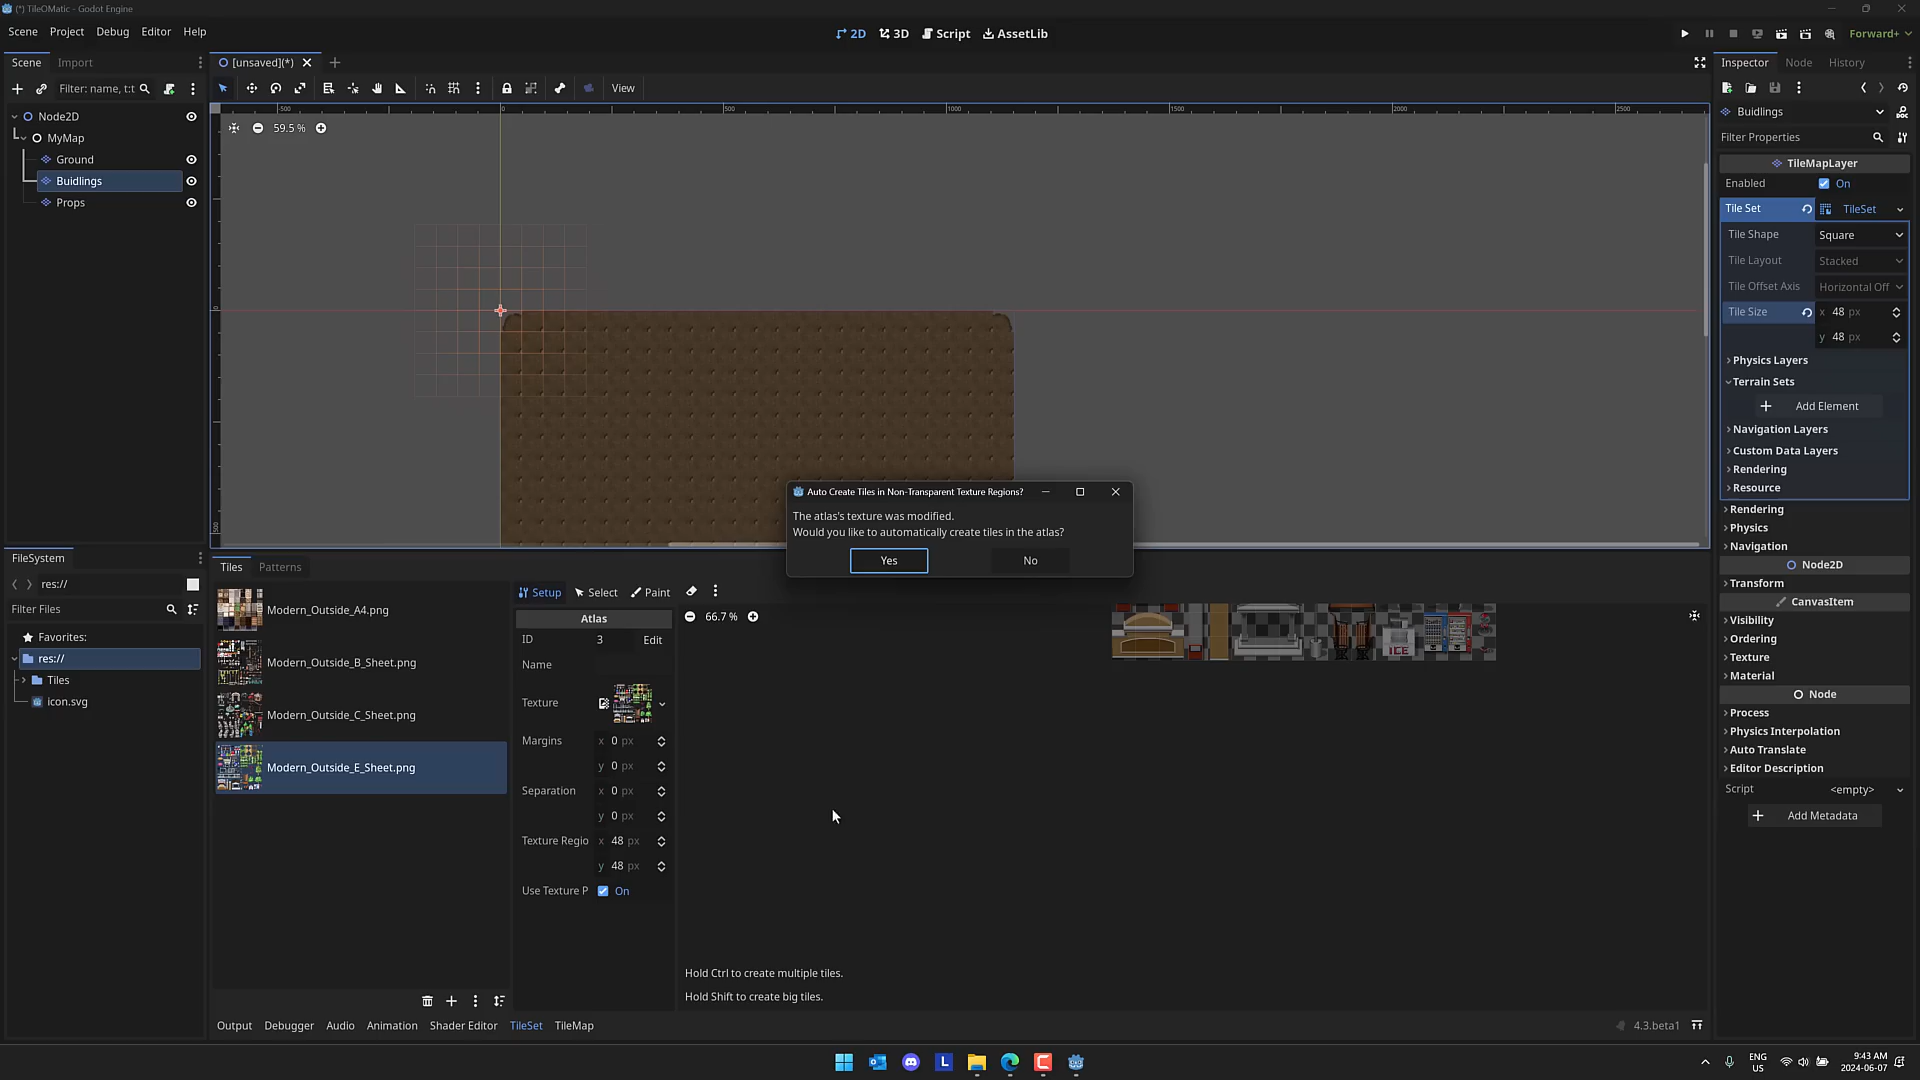 (*) TileOMatic - Godot Engine
Scene Project Debug Editor Help
2D 3D Script AssetLib
Forward+
Scene Import
[unsaved](*)
Inspector Node History
Filter: name, t:t
View
Node2D
MyMap
Ground
Buidlings
Props
-500 0 500 1000 1500 2000 2500
0
500
59.5 %
Buidlings
Filter Properties
TileMapLayer
Enabled On
Tile Set TileSet
Tile Shape Square
Tile Layout Stacked
Tile Offset Axis Horizontal Off
Tile Size x 48 px
y 48 px
Physics Layers
Terrain Sets
Add Element
Navigation Layers
Custom Data Layers
Rendering
Resource
Rendering
Physics
Navigation
Node2D
Transform
CanvasItem
Visibility
Ordering
Texture
Material
Node
Process
Physics Interpolation
Auto Translate
Editor Description
Script <empty>
Add Metadata
Auto Create Tiles in Non-Transparent Texture Regions?
The atlas's texture was modified.
Would you like to automatically create tiles in the atlas?
Yes No
FileSystem
res://
Filter Files
Favorites:
res://
Tiles
icon.svg
Tiles Patterns
Modern_Outside_A4.png
Modern_Outside_B_Sheet.png
Modern_Outside_C_Sheet.png
Modern_Outside_E_Sheet.png
Setup Select Paint
Atlas
ID 3 Edit
Name
Texture
Margins x 0 px
y 0 px
Separation x 0 px
y 0 px
Texture Regio x 48 px
y 48 px
Use Texture P On
66.7 %
ICE
Hold Ctrl to create multiple tiles.
Hold Shift to create big tiles.
Output Debugger Audio Animation Shader Editor TileSet TileMap
4.3.beta1
L
ENG
US
9:43 AM
2024-06-07